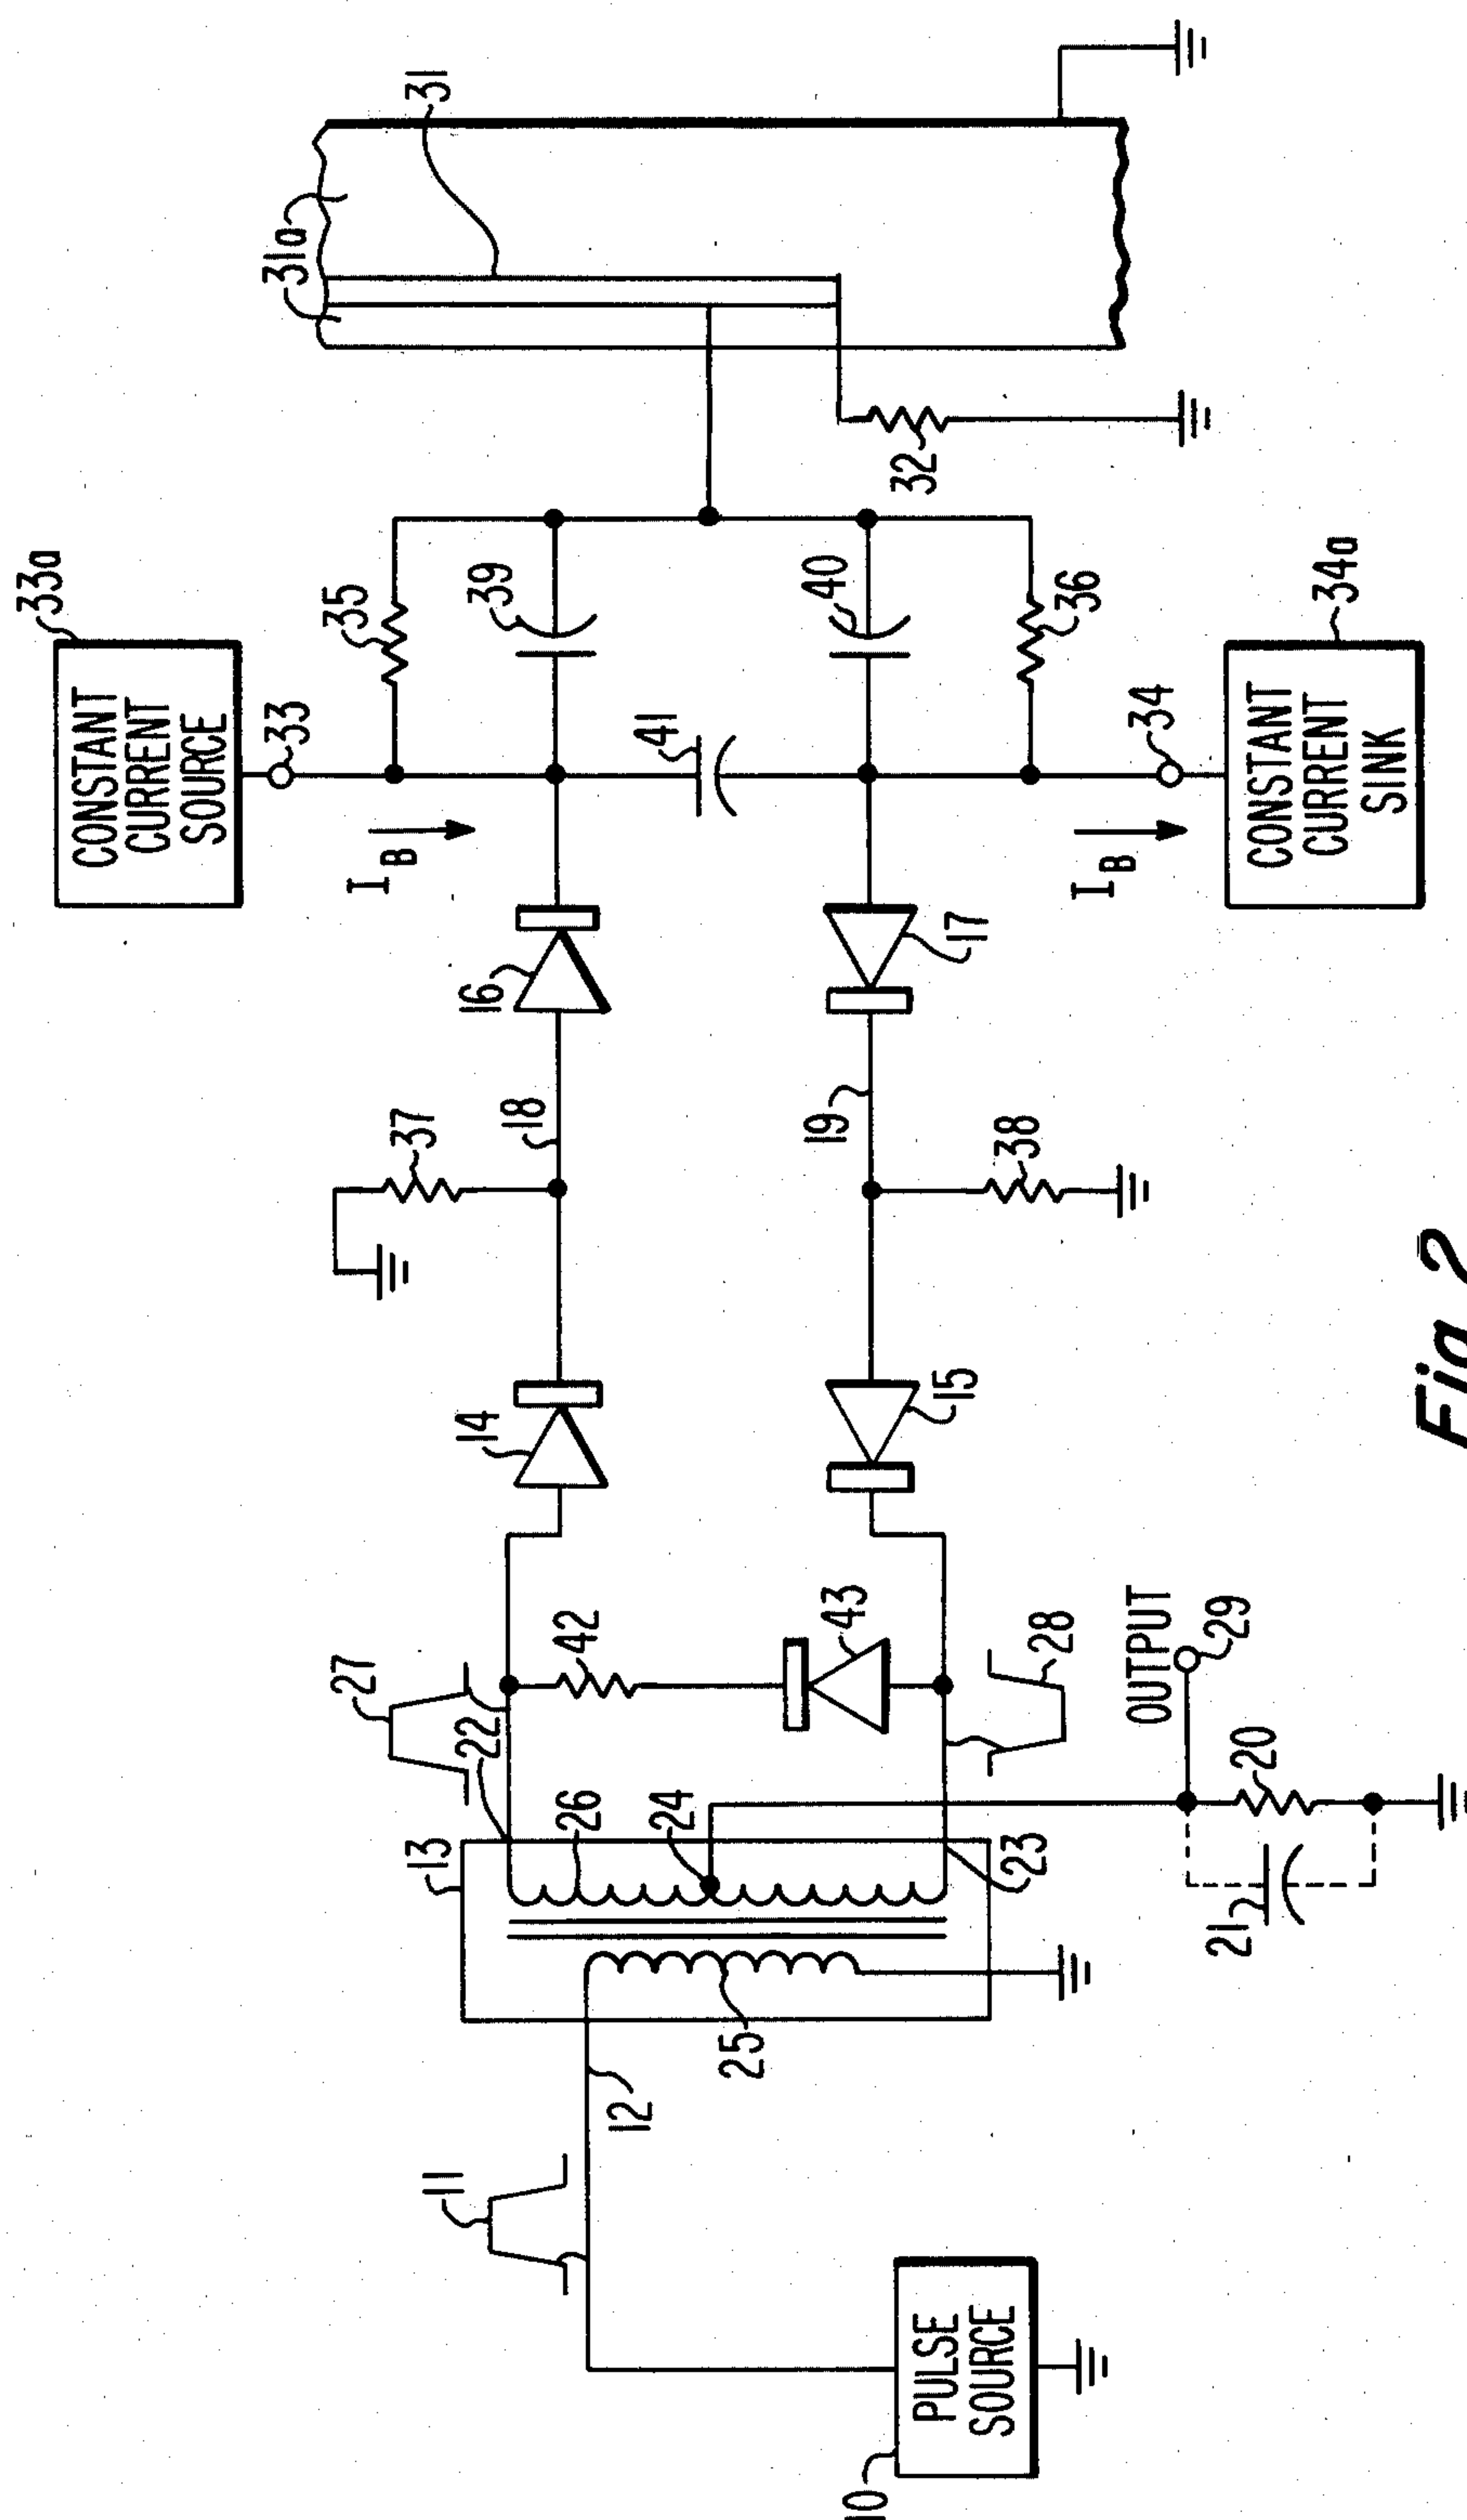 33a
CONSTANT
CURRENT
SOURCE
33
I B
35
39
41
40
36
34
I B
34a
CONSTANT
CURRENT
SINK
31
31a
32
16
17
37
18
19
38
14
15
27
22
42
43
28
OUTPUT
29
13
26
24
20
23
21
25
12
11
10
PULSE
SOURCE
Fig. 2